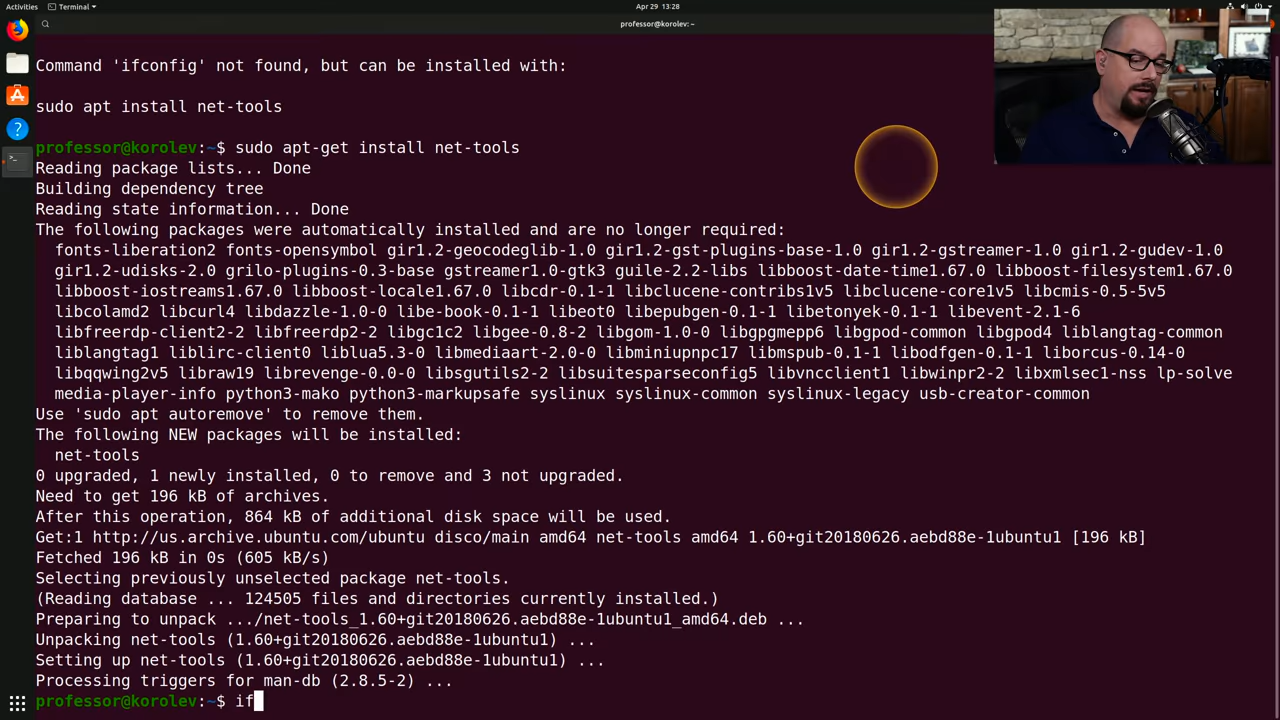 Activities
Terminal
Apr 29 13:28
professor@korolev: ~
Command 'ifconfig' not found, but can be installed with:
sudo apt install net-tools
professor@korolev:~$ sudo apt-get install net-tools
Reading package lists... Done
Building dependency tree
Reading state information... Done
The following packages were automatically installed and are no longer required:
fonts-liberation2 fonts-opensymbol gir1.2-geocodeglib-1.0 gir1.2-gst-plugins-base-1.0 gir1.2-gstreamer-1.0 gir1.2-gudev-1.0
gir1.2-udisks-2.0 grilo-plugins-0.3-base gstreamer1.0-gtk3 guile-2.2-libs libboost-date-time1.67.0 libboost-filesystem1.67.0
libboost-iostreams1.67.0 libboost-locale1.67.0 libcdr-0.1-1 libclucene-contribs1v5 libclucene-core1v5 libcmis-0.5-5v5
libcolamd2 libcurl4 libdazzle-1.0-0 libe-book-0.1-1 libeot0 libepubgen-0.1-1 libetonyek-0.1-1 libevent-2.1-6
libfreerdp-client2-2 libfreerdp2-2 libgc1c2 libgee-0.8-2 libgom-1.0-0 libgpgmepp6 libgpod-common libgpod4 liblangtag-common
liblangtag1 liblirc-client0 liblua5.3-0 libmediaart-2.0-0 libminiupnpc17 libmspub-0.1-1 libodfgen-0.1-1 liborcus-0.14-0
libqqwing2v5 libraw19 librevenge-0.0-0 libsgutils2-2 libsuitesparseconfig5 libvncclient1 libwinpr2-2 libxmlsec1-nss lp-solve
media-player-info python3-mako python3-markupsafe syslinux syslinux-common syslinux-legacy usb-creator-common
Use 'sudo apt autoremove' to remove them.
The following NEW packages will be installed:
net-tools
0 upgraded, 1 newly installed, 0 to remove and 3 not upgraded.
Need to get 196 kB of archives.
After this operation, 864 kB of additional disk space will be used.
Get:1 http://us.archive.ubuntu.com/ubuntu disco/main amd64 net-tools amd64 1.60+git20180626.aebd88e-1ubuntu1 [196 kB]
Fetched 196 kB in 0s (605 kB/s)
Selecting previously unselected package net-tools.
(Reading database ... 124505 files and directories currently installed.)
Preparing to unpack .../net-tools_1.60+git20180626.aebd88e-1ubuntu1_amd64.deb ...
Unpacking net-tools (1.60+git20180626.aebd88e-1ubuntu1) ...
Setting up net-tools (1.60+git20180626.aebd88e-1ubuntu1) ...
Processing triggers for man-db (2.8.5-2) ...
professor@korolev:~$ if